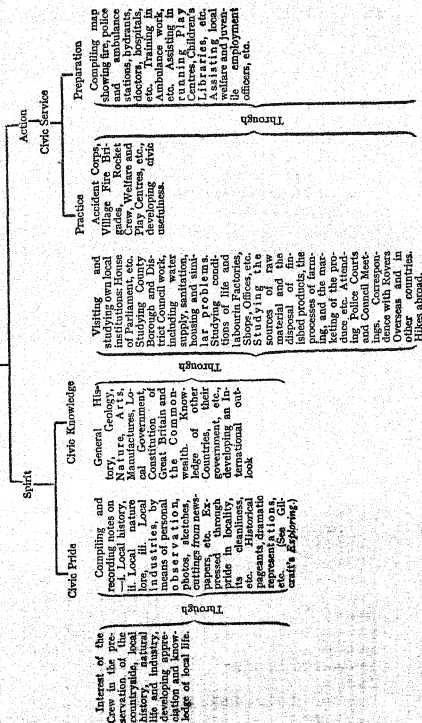 Spirit
Action
Civic Pride
Civic Knowledge
Civic Service
Practice
Preparation
Interest of the
Crew in the pre-
servation of the
countryside, local
history, natural
life and industry,
developing appre-
ciation and know-
ledge of local life.
Through
Compiling and
recording notes on
—i. Local history,
ii. Local nature
lore, iii. Local
industries, by
means of personal
observation,
photos, sketches,
cuttings from news-
papers, etc. Ex-
pressed through
pride in locality,
its cleanliness,
etc. Historical
pageants, dramatic
representations,
etc. (See Gil-
craft's Exploring.)
General His-
tory, Geology,
Nature, Arts,
Manufactures, Lo-
cal Government,
Constitution of
Great Britain and
the Common-
wealth. Know-
ledge of other
Countries, their
government, etc.,
developing an In-
ternational out-
look
Through
Visiting and
studying own local
institutions: House
of Parliament, etc.
Studying County
Borough and Dis-
trict Council work,
including water
supply, sanitation,
housing and simi-
lar problems.
Studying condi-
tions of life and
labour in Factories,
Shops, Offices, etc.
Studying the
sources of raw
material and the
disposal of fin-
ished products, the
processes of farm-
ing, and the mar-
keting of the pro-
duce, etc. Attend-
ing Police Courts
and Council Meet-
ings. Correspon-
dence with Rovers
Overseas and in
other countries.
Hikes abroad.
Accident Corps,
Village Fire Bri-
gades, Rocket
Crew, Welfare and
Play Centres, etc.,
developing civic
usefulness.
Through
Compiling map
showing fire, police
and ambulance
stations, hydrants,
doctors, hospitals,
etc. Training in
Ambulance work,
etc. Assisting in
running Play
Centres, Children's
Libraries, etc.
Assisting local
welfare and juven-
ile employment
officers, etc.